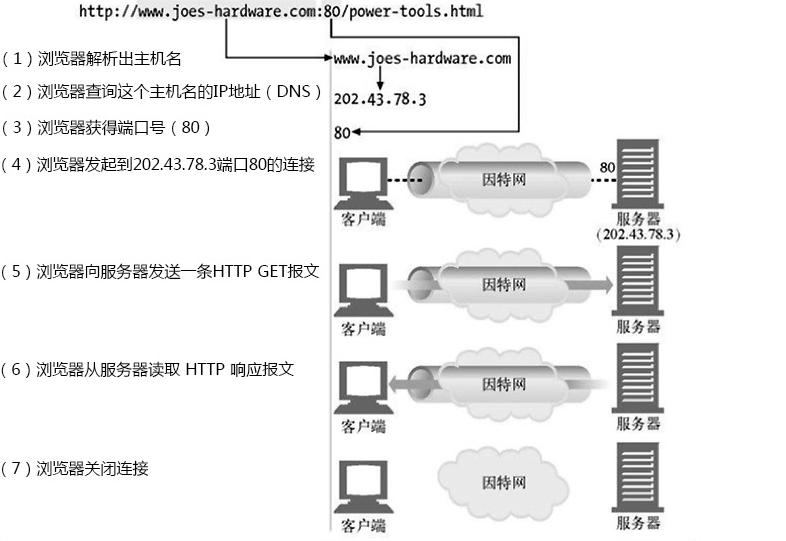 http://www.joes-hardware.com:80/power-tools.html
(1)浏览器解析出主机名
www.joes-hardware.com
(2)浏览器查询这个主机名的IP地址(DNS)
202.43.78.3
(3)浏览器获得端口号(80)
80
(4)浏览器发起到202.43.78.3端口80的连接
因特网
80
客户端
服务器
(202.43.78.3)
(5)浏览器向服务器发送一条HTTP GET报文
因特网
客户端
服务器
(6)浏览器从服务器读取 HTTP 响应报文
因特网
客户端
服务器
(7)浏览器关闭连接
因特网
客户端
服务器